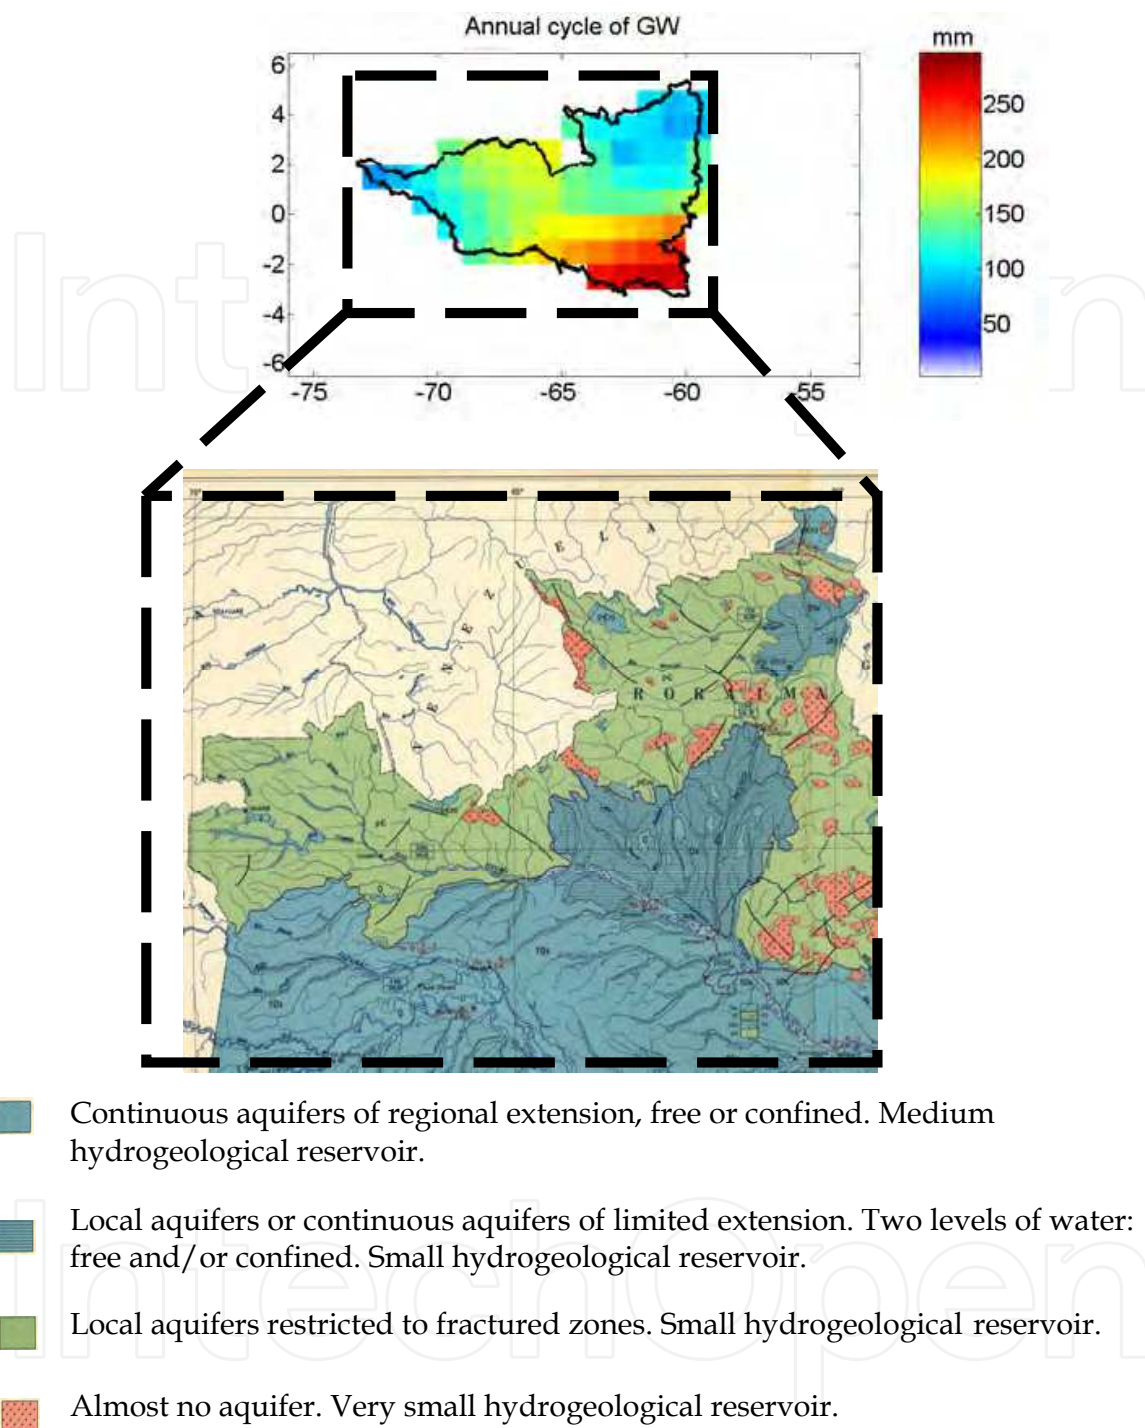 Annual cycle of GW
mm
6
4
2
0
-2
-4
-6
-75
-70
-65
-60
-55
250
200
150
100
50
V E N E Z U E L A
R O R A I M A
G
Continuous aquifers of regional extension, free or confined. Medium
hydrogeological reservoir.
Local aquifers or continuous aquifers of limited extension. Two levels of water:
free and/or confined. Small hydrogeological reservoir.
Local aquifers restricted to fractured zones. Small hydrogeological reservoir.
Almost no aquifer. Very small hydrogeological reservoir.
IntechOpen
IntechOpen